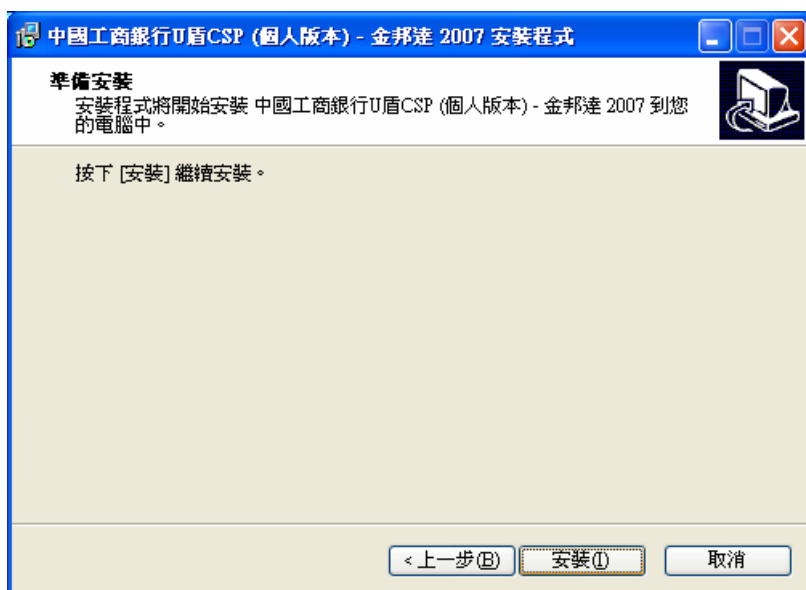 中國工商銀行U盾CSP (個人版本) - 金邦達 2007 安裝程式
準備安裝
安裝程式將開始安裝 中國工商銀行U盾CSP (個人版本) - 金邦達 2007 到您
的電腦中。
按下 [安裝] 繼續安裝。
< 上一步(B) 安裝(I) 取消